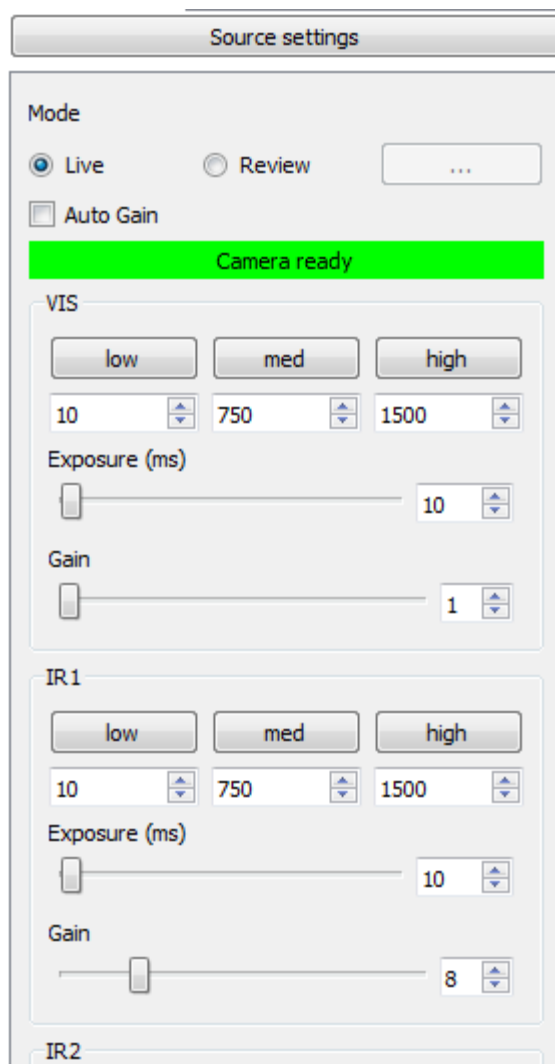 Source settings
Mode
Live Review ...
Auto Gain
Camera ready
VIS
low med high
10 750 1500
Exposure (ms)
10
Gain
1
IR1
low med high
10 750 1500
Exposure (ms)
10
Gain
8
IR2